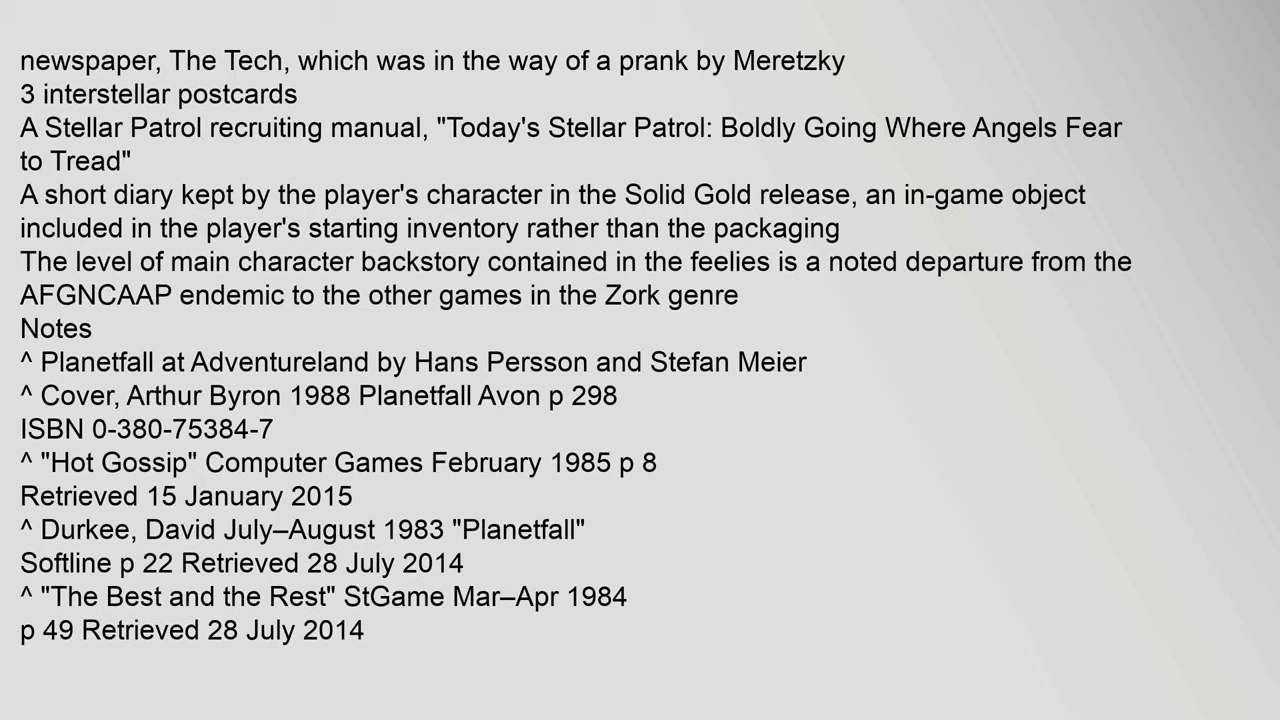 newspaper, The Tech, which was in the way of a prank by Meretzky
3 interstellar postcards
A Stellar Patrol recruiting manual, "Today's Stellar Patrol: Boldly Going Where Angels Fear
to Tread"
A short diary kept by the player's character in the Solid Gold release, an in-game object
included in the player's starting inventory rather than the packaging
The level of main character backstory contained in the feelies is a noted departure from the
AFGNCAAP endemic to the other games in the Zork genre
Notes
^ Planetfall at Adventureland by Hans Persson and Stefan Meier
^ Cover, Arthur Byron 1988 Planetfall Avon p 298
ISBN 0-380-75384-7
^ "Hot Gossip" Computer Games February 1985 p 8
Retrieved 15 January 2015
^ Durkee, David July–August 1983 "Planetfall"
Softline p 22 Retrieved 28 July 2014
^ "The Best and the Rest" StGame Mar–Apr 1984
p 49 Retrieved 28 July 2014